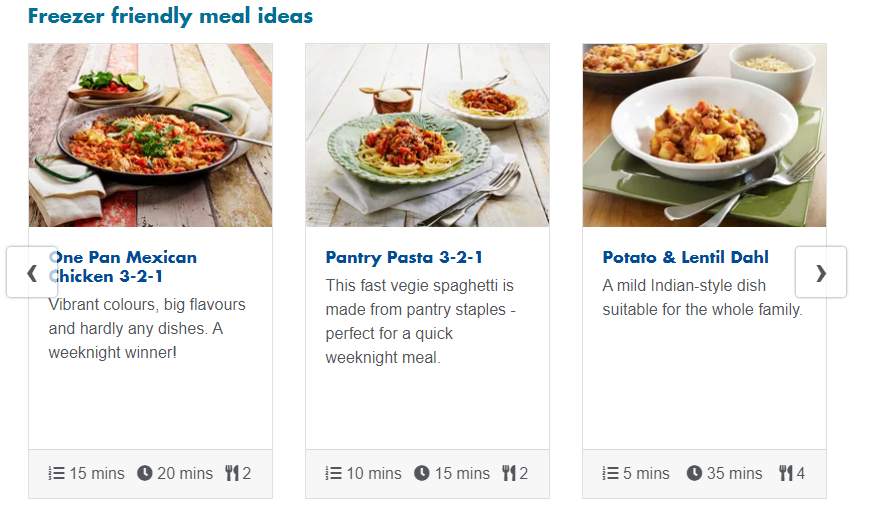 Freezer friendly meal ideas
One Pan Mexican
Chicken 3-2-1
Vibrant colours, big flavours
and hardly any dishes. A
weeknight winner!
15 mins 20 mins 2
Pantry Pasta 3-2-1
This fast vegie spaghetti is
made from pantry staples -
perfect for a quick
weeknight meal.
10 mins 15 mins 2
Potato & Lentil Dahl
A mild Indian-style dish
suitable for the whole family.
5 mins 35 mins 4